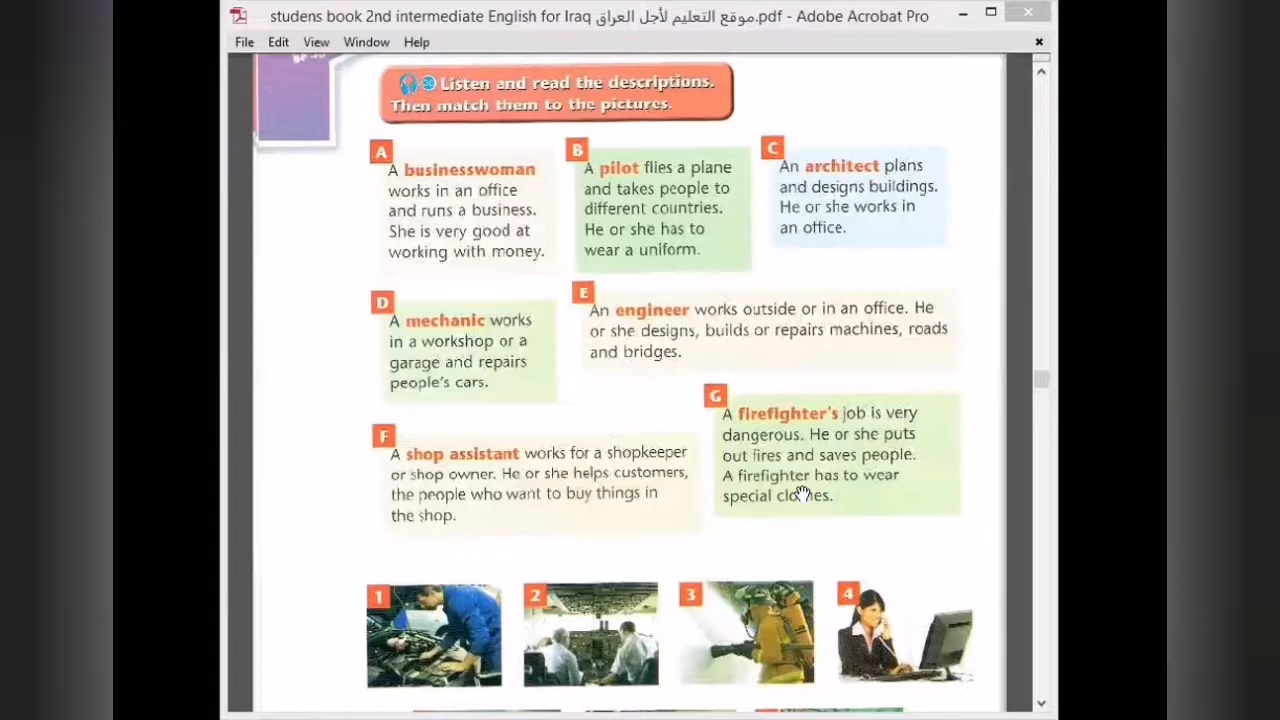 studens book 2nd intermediate English for Iraq موقع التعليم لأجل العراق.pdf - Adobe Acrobat Pro
File Edit View Window Help
Listen and read the descriptions.
Then match them to the pictures.
A
A businesswoman
works in an office
and runs a business.
She is very good at
working with money.
B
A pilot flies a plane
and takes people to
different countries.
He or she has to
wear a uniform.
C
An architect plans
and designs buildings.
He or she works in
an office.
D
A mechanic works
in a workshop or a
garage and repairs
people's cars.
E
An engineer works outside or in an office. He
or she designs, builds or repairs machines, roads
and bridges.
F
A shop assistant works for a shopkeeper
or shop owner. He or she helps customers,
the people who want to buy things in
the shop.
G
A firefighter's job is very
dangerous. He or she puts
out fires and saves people.
A firefighter has to wear
special clothes.
1
2
3
4